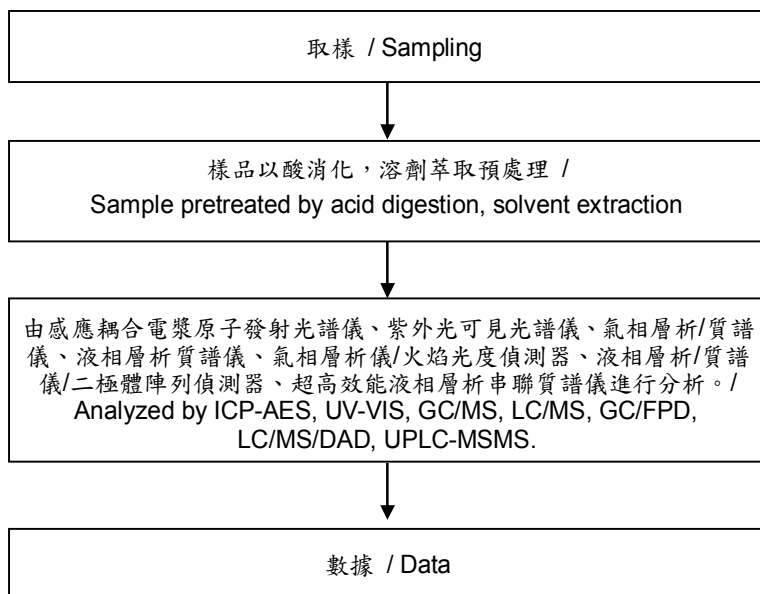 取樣 / Sampling
樣品以酸消化，溶劑萃取預處理 /
Sample pretreated by acid digestion, solvent extraction
由感應耦合電漿原子發射光譜儀、紫外光可見光譜儀、氣相層析/質譜
儀、液相層析質譜儀、氣相層析儀/火焰光度偵測器、液相層析/質譜
儀/二極體陣列偵測器、超高效能液相層析串聯質譜儀進行分析。/
Analyzed by ICP-AES, UV-VIS, GC/MS, LC/MS, GC/FPD,
LC/MS/DAD, UPLC-MSMS.
數據 / Data